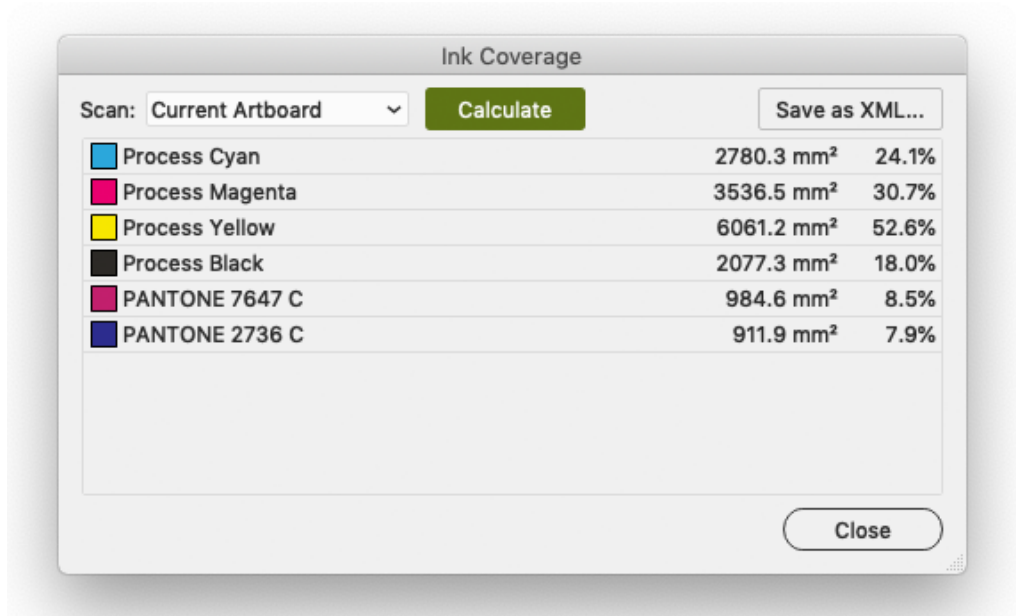 Ink Coverage
Scan: Current Artboard Calculate Save as XML...
Process Cyan 2780.3 mm² 24.1%
Process Magenta 3536.5 mm² 30.7%
Process Yellow 6061.2 mm² 52.6%
Process Black 2077.3 mm² 18.0%
PANTONE 7647 C 984.6 mm² 8.5%
PANTONE 2736 C 911.9 mm² 7.9%
Close